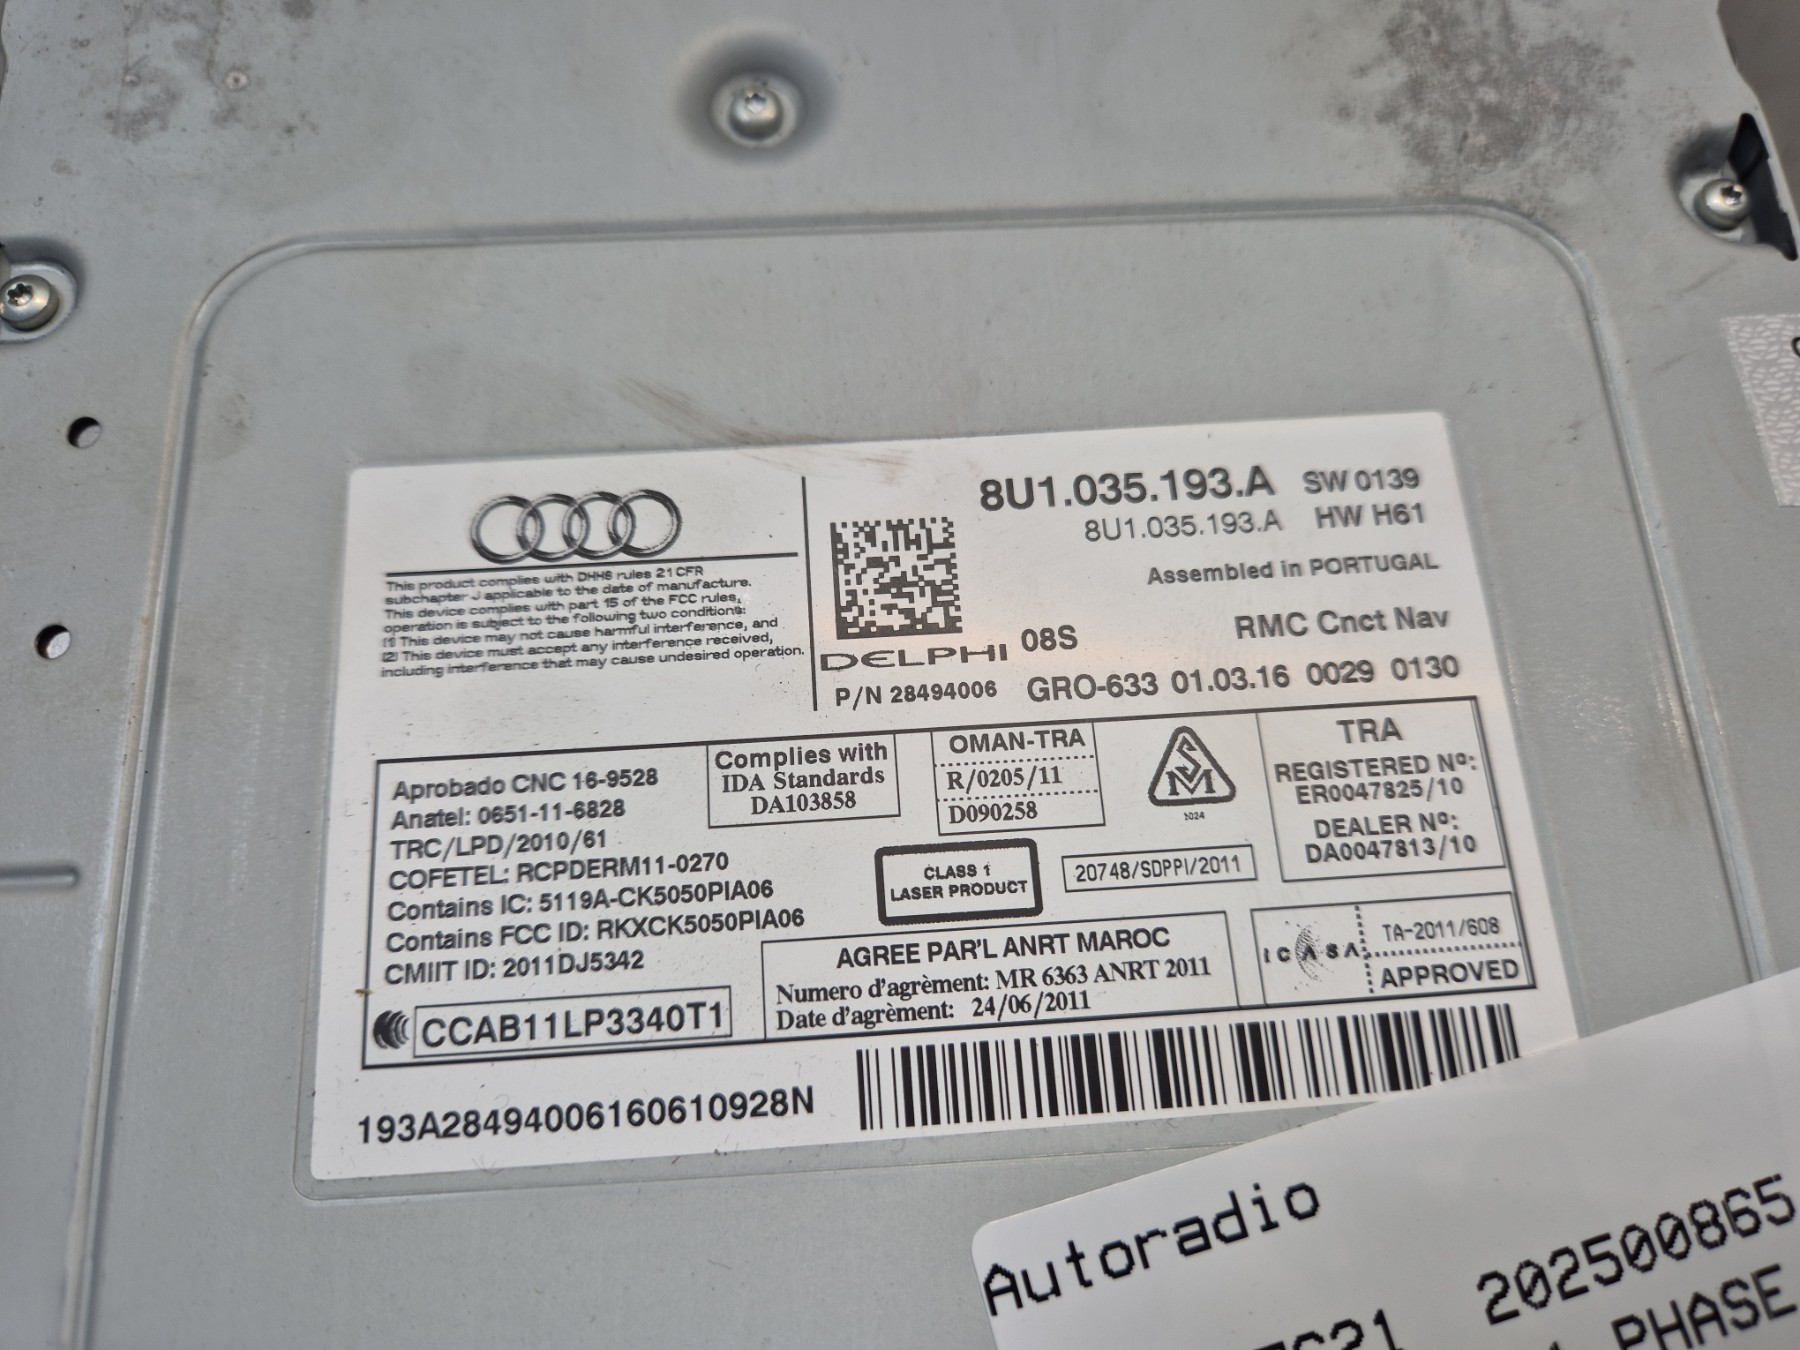 8U1.035.193.A SW 0139
8U1.035.193.A HW H61
Assembled in PORTUGAL
RMC Cnct Nav
DELPHI 08S
P/N 28494006 GRO-633 01.03.16 0029 0130
This product complies with DHHS rules 21 CFR
subchapter J applicable to the date of manufacture.
This device complies with part 15 of the FCC rules,
operation is subject to the following two conditions:
(1) This device may not cause harmful interference, and
(2) This device must accept any interference received,
including interference that may cause undesired operation.
Aprobado CNC 16-9528
Anatel: 0651-11-6828
TRC/LPD/2010/61
COFETEL: RCPDERM11-0270
Contains IC: 5119A-CK5050PIA06
Contains FCC ID: RKXCK5050PIA06
CMIIT ID: 2011DJ5342
CCAB11LP3340T1
Complies with
IDA Standards
DA103858
OMAN-TRA
R/0205/11
D090258
SM
1024
TRA
REGISTERED Nº:
ER0047825/10
DEALER Nº:
DA0047813/10
CLASS 1
LASER PRODUCT
20748/SDPPI/2011
AGREE PAR'L ANRT MAROC
Numero d'agrèment: MR 6363 ANRT 2011
Date d'agrèment: 24/06/2011
ICASA
TA-2011/608
APPROVED
193A28494006160610928N
Autoradio
202500865
PHASE